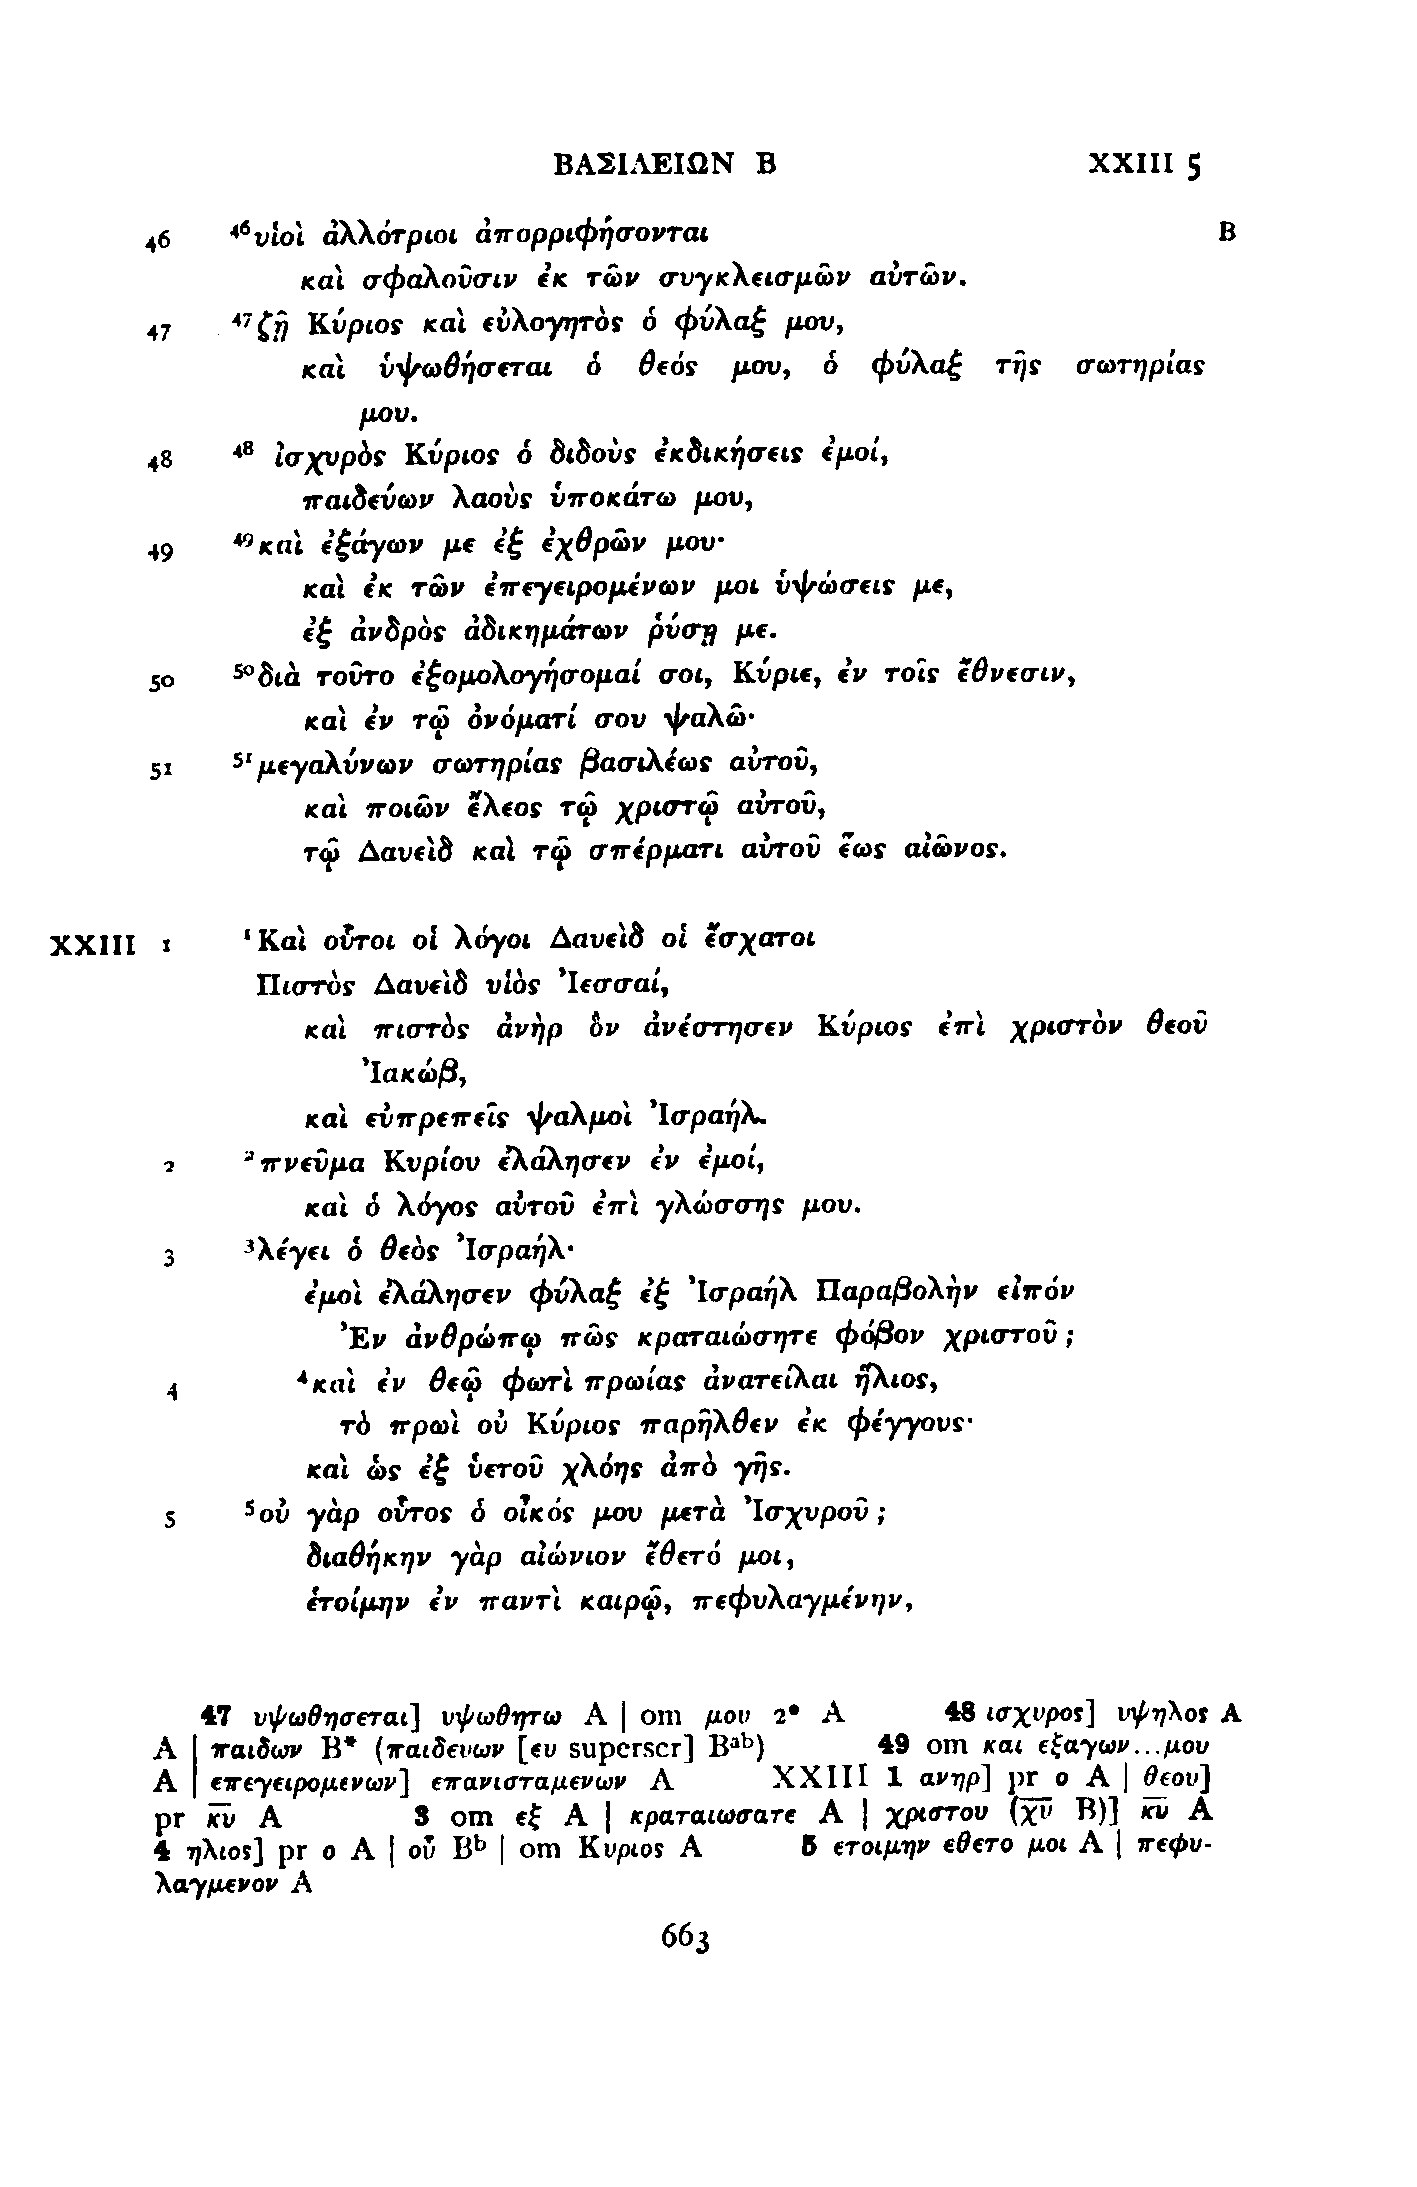 ΒΑΣΙΛΕΙΩΝ Β XXIII 5
46 ⁴⁶υἱοὶ ἀλλότριοι ἀπορριφήσονται B
καὶ σφαλοῦσιν ἐκ τῶν συγκλεισμῶν αὐτῶν.
47 ⁴⁷ζῇ Κύριος καὶ εὐλογητὸς ὁ φύλαξ μου,
καὶ ὑψωθήσεται ὁ θεός μου, ὁ φύλαξ τῆς σωτηρίας
μου.
48 ⁴⁸ ἰσχυρὸς Κύριος ὁ διδοὺς ἐκδικήσεις ἐμοί,
παιδεύων λαοὺς ὑποκάτω μου,
49 ⁴⁹καὶ ἐξάγων με ἐξ ἐχθρῶν μου·
καὶ ἐκ τῶν ἐπεγειρομένων μοι ὑψώσεις με,
ἐξ ἀνδρὸς ἀδικημάτων ῥύσῃ με.
50 ⁵⁰διὰ τοῦτο ἐξομολογήσομαί σοι, Κύριε, ἐν τοῖς ἔθνεσιν,
καὶ ἐν τῷ ὀνόματί σου ψαλῶ·
51 ⁵¹μεγαλύνων σωτηρίας βασιλέως αὐτοῦ,
καὶ ποιῶν ἔλεος τῷ χριστῷ αὐτοῦ,
τῷ Δαυεὶδ καὶ τῷ σπέρματι αὐτοῦ ἕως αἰῶνος.
XXIII 1 ¹Καὶ οὗτοι οἱ λόγοι Δαυεὶδ οἱ ἔσχατοι
Πιστὸς Δαυεὶδ υἱὸς Ἰεσσαί,
καὶ πιστὸς ἀνὴρ ὃν ἀνέστησεν Κύριος ἐπὶ χριστὸν θεοῦ
Ἰακώβ,
καὶ εὐπρεπεῖς ψαλμοὶ Ἰσραήλ.
2 ²πνεῦμα Κυρίου ἐλάλησεν ἐν ἐμοί,
καὶ ὁ λόγος αὐτοῦ ἐπὶ γλώσσης μου.
3 ³λέγει ὁ θεὸς Ἰσραήλ·
ἐμοὶ ἐλάλησεν φύλαξ ἐξ Ἰσραήλ Παραβολὴν εἰπόν
Ἐν ἀνθρώπῳ πῶς κραταιώσητε φόβον χριστοῦ;
4 ⁴καὶ ἐν θεῷ φωτὶ πρωίας ἀνατείλαι ἥλιος,
τὸ πρωὶ οὐ Κύριος παρῆλθεν ἐκ φέγγους·
καὶ ὡς ἐξ ὑετοῦ χλόης ἀπὸ γῆς.
5 ⁵οὐ γὰρ οὗτος ὁ οἶκός μου μετὰ Ἰσχυροῦ;
διαθήκην γὰρ αἰώνιον ἔθετό μοι,
ἑτοίμην ἐν παντὶ καιρῷ, πεφυλαγμένην,
47 υψωθησεται] υψωθητω A | om μου 2° A 48 ισχυρος] υψηλος A
A | παιδων B* (παιδευων [ευ superscr] Bᵃᵇ) 49 om και εξαγων...μου
A | επεγειρομενων] επανισταμενων A XXIII 1 ανηρ] pr ο A | θεου]
pr κ̅υ̅ A 3 om εξ A | κραταιωσατε A | χριστου (χ̅υ̅ B)] κ̅υ̅ A
4 ηλιος] pr ο A | οὗ Bᵇ | om Κυριος A 5 ετοιμην εθετο μοι A | πεφυ-
λαγμενον A
663